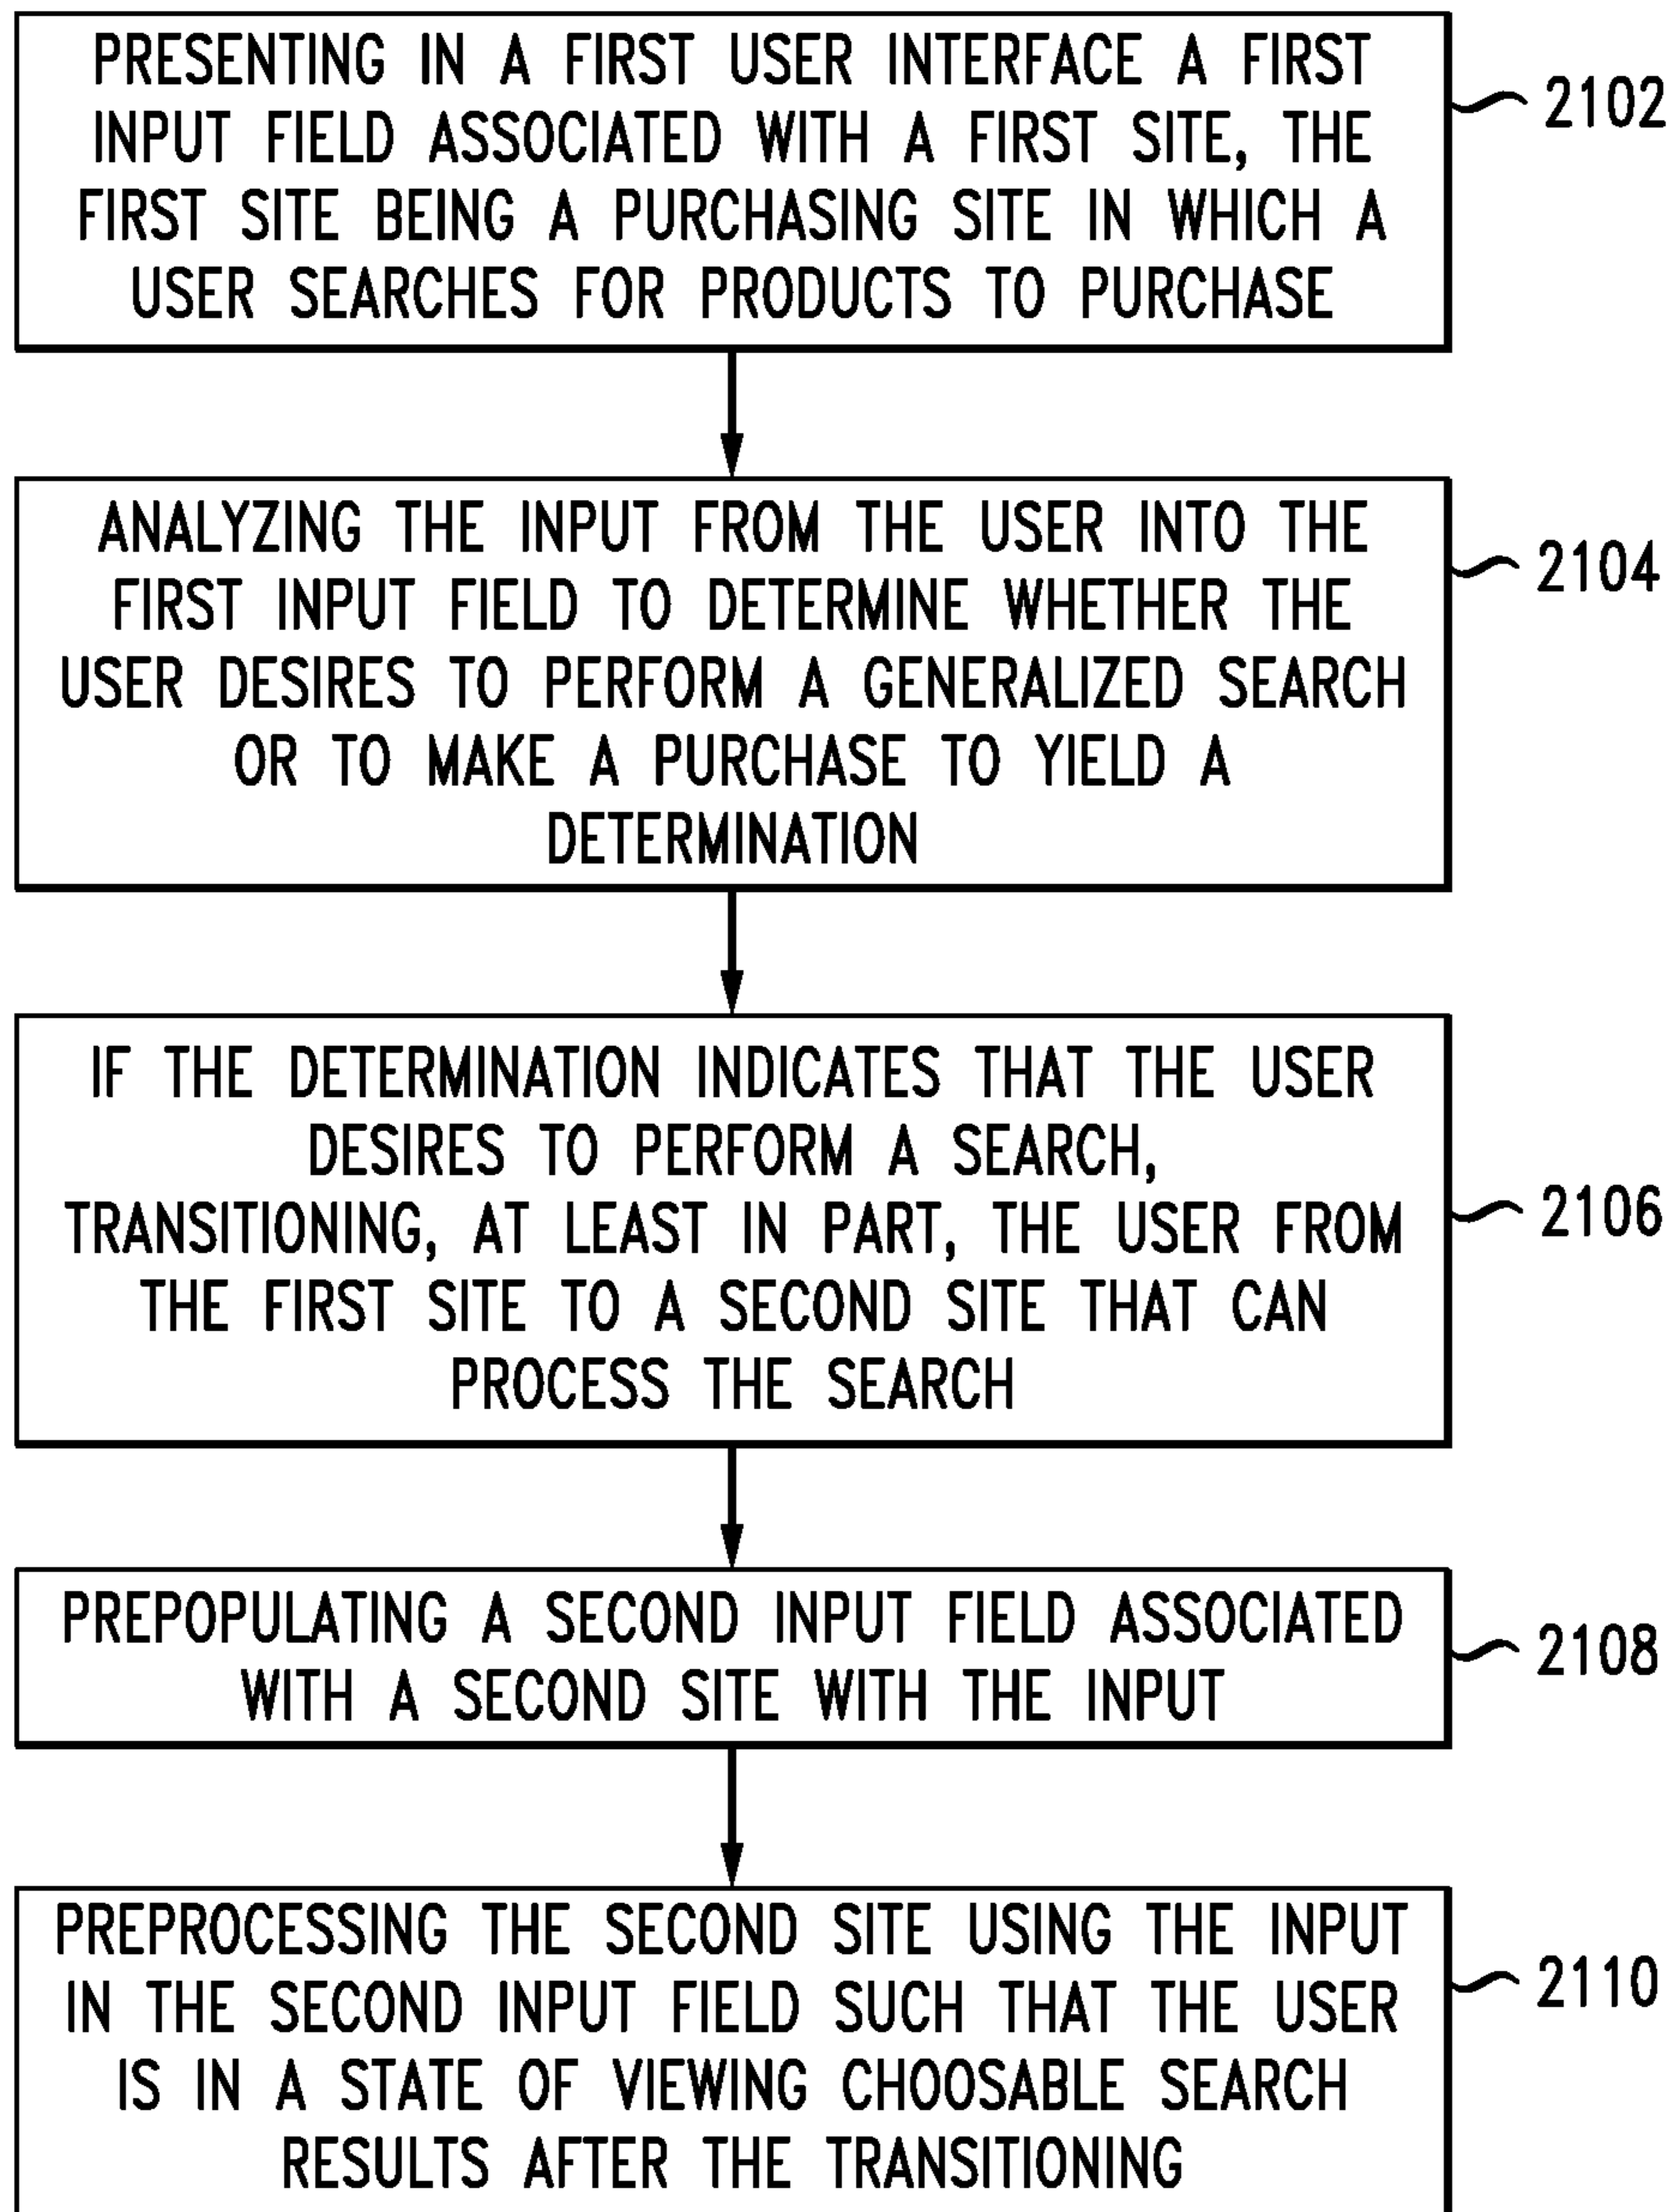 PRESENTING IN A FIRST USER INTERFACE A FIRST
INPUT FIELD ASSOCIATED WITH A FIRST SITE, THE
FIRST SITE BEING A PURCHASING SITE IN WHICH A
USER SEARCHES FOR PRODUCTS TO PURCHASE
2102
ANALYZING THE INPUT FROM THE USER INTO THE
FIRST INPUT FIELD TO DETERMINE WHETHER THE
USER DESIRES TO PERFORM A GENERALIZED SEARCH
OR TO MAKE A PURCHASE TO YIELD A
DETERMINATION
2104
IF THE DETERMINATION INDICATES THAT THE USER
DESIRES TO PERFORM A SEARCH,
TRANSITIONING, AT LEAST IN PART, THE USER FROM
THE FIRST SITE TO A SECOND SITE THAT CAN
PROCESS THE SEARCH
2106
PREPOPULATING A SECOND INPUT FIELD ASSOCIATED
WITH A SECOND SITE WITH THE INPUT
2108
PREPROCESSING THE SECOND SITE USING THE INPUT
IN THE SECOND INPUT FIELD SUCH THAT THE USER
IS IN A STATE OF VIEWING CHOOSABLE SEARCH
RESULTS AFTER THE TRANSITIONING
2110